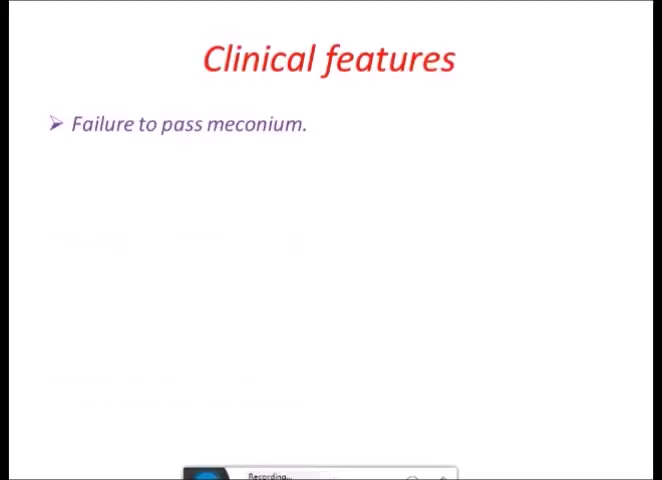 Clinical features
➢ Failure to pass meconium.
Recording...